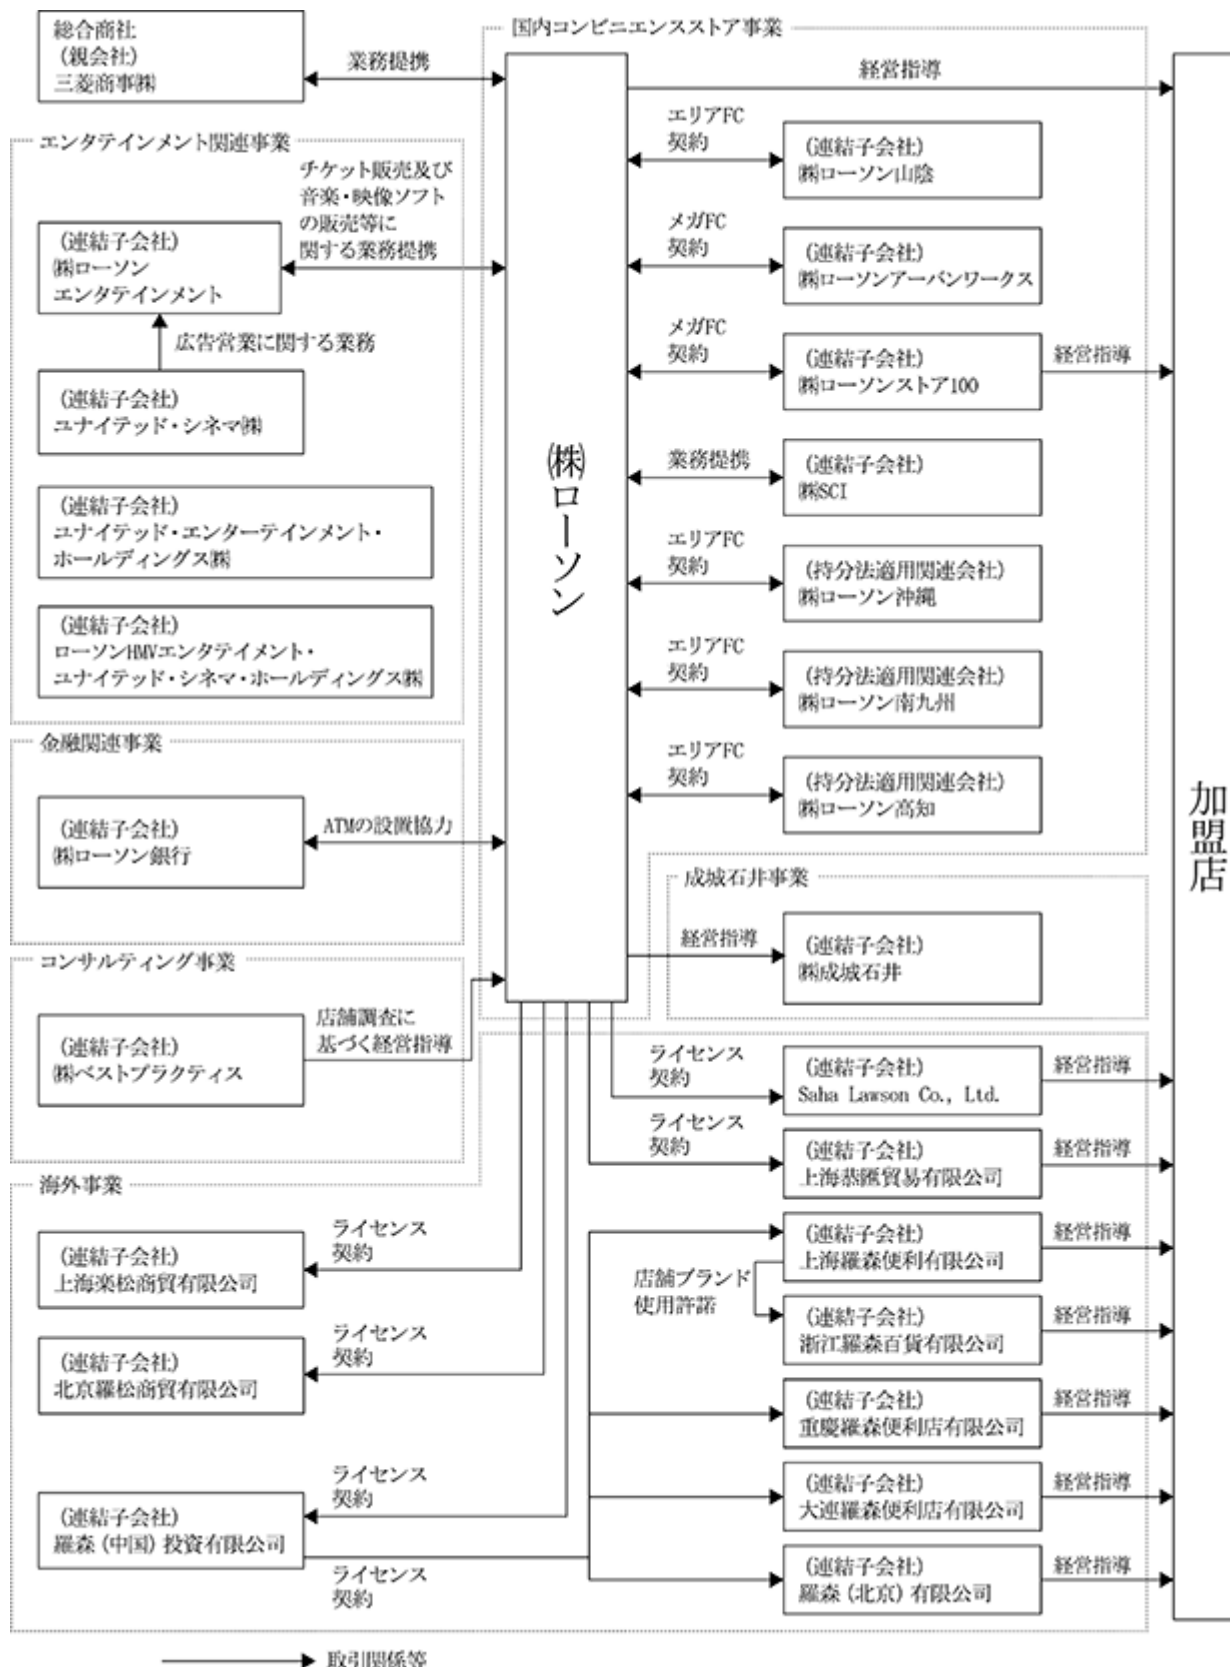 総合商社
(親会社)
三菱商事㈱
業務提携
国内コンビニエンスストア事業
経営指導
エンタテインメント関連事業
チケット販売及び
音楽・映像ソフト
の販売等に
関する業務提携
(連結子会社)
㈱ローソン
エンタテインメント
広告営業に関する業務
(連結子会社)
ユナイテッド・シネマ㈱
(連結子会社)
ユナイテッド・エンターテインメント・
ホールディングス㈱
(連結子会社)
ローソンHMVエンタテイメント・
ユナイテッド・シネマ・ホールディングス㈱
金融関連事業
(連結子会社)
㈱ローソン銀行
ATMの設置協力
コンサルティング事業
(連結子会社)
㈱ベストプラクティス
店舗調査に
基づく経営指導
㈱ローソン
エリアFC
契約
(連結子会社)
㈱ローソン山陰
メガFC
契約
(連結子会社)
㈱ローソンアーバンワークス
メガFC
契約
(連結子会社)
㈱ローソンストア100
経営指導
業務提携
(連結子会社)
㈱SCI
エリアFC
契約
(持分法適用関連会社)
㈱ローソン沖縄
エリアFC
契約
(持分法適用関連会社)
㈱ローソン南九州
エリアFC
契約
(持分法適用関連会社)
㈱ローソン高知
加盟店
成城石井事業
経営指導
(連結子会社)
㈱成城石井
海外事業
ライセンス
契約
(連結子会社)
上海楽松商貿有限公司
ライセンス
契約
(連結子会社)
北京羅松商貿有限公司
ライセンス
契約
(連結子会社)
羅森(中国)投資有限公司
ライセンス
契約
ライセンス
契約
(連結子会社)
Saha Lawson Co., Ltd.
経営指導
ライセンス
契約
(連結子会社)
上海恭匯貿易有限公司
経営指導
(連結子会社)
上海羅森便利有限公司
経営指導
店舗ブランド
使用許諾
(連結子会社)
浙江羅森百貨有限公司
経営指導
(連結子会社)
重慶羅森便利店有限公司
経営指導
(連結子会社)
大連羅森便利店有限公司
経営指導
(連結子会社)
羅森(北京)有限公司
経営指導
取引関係等